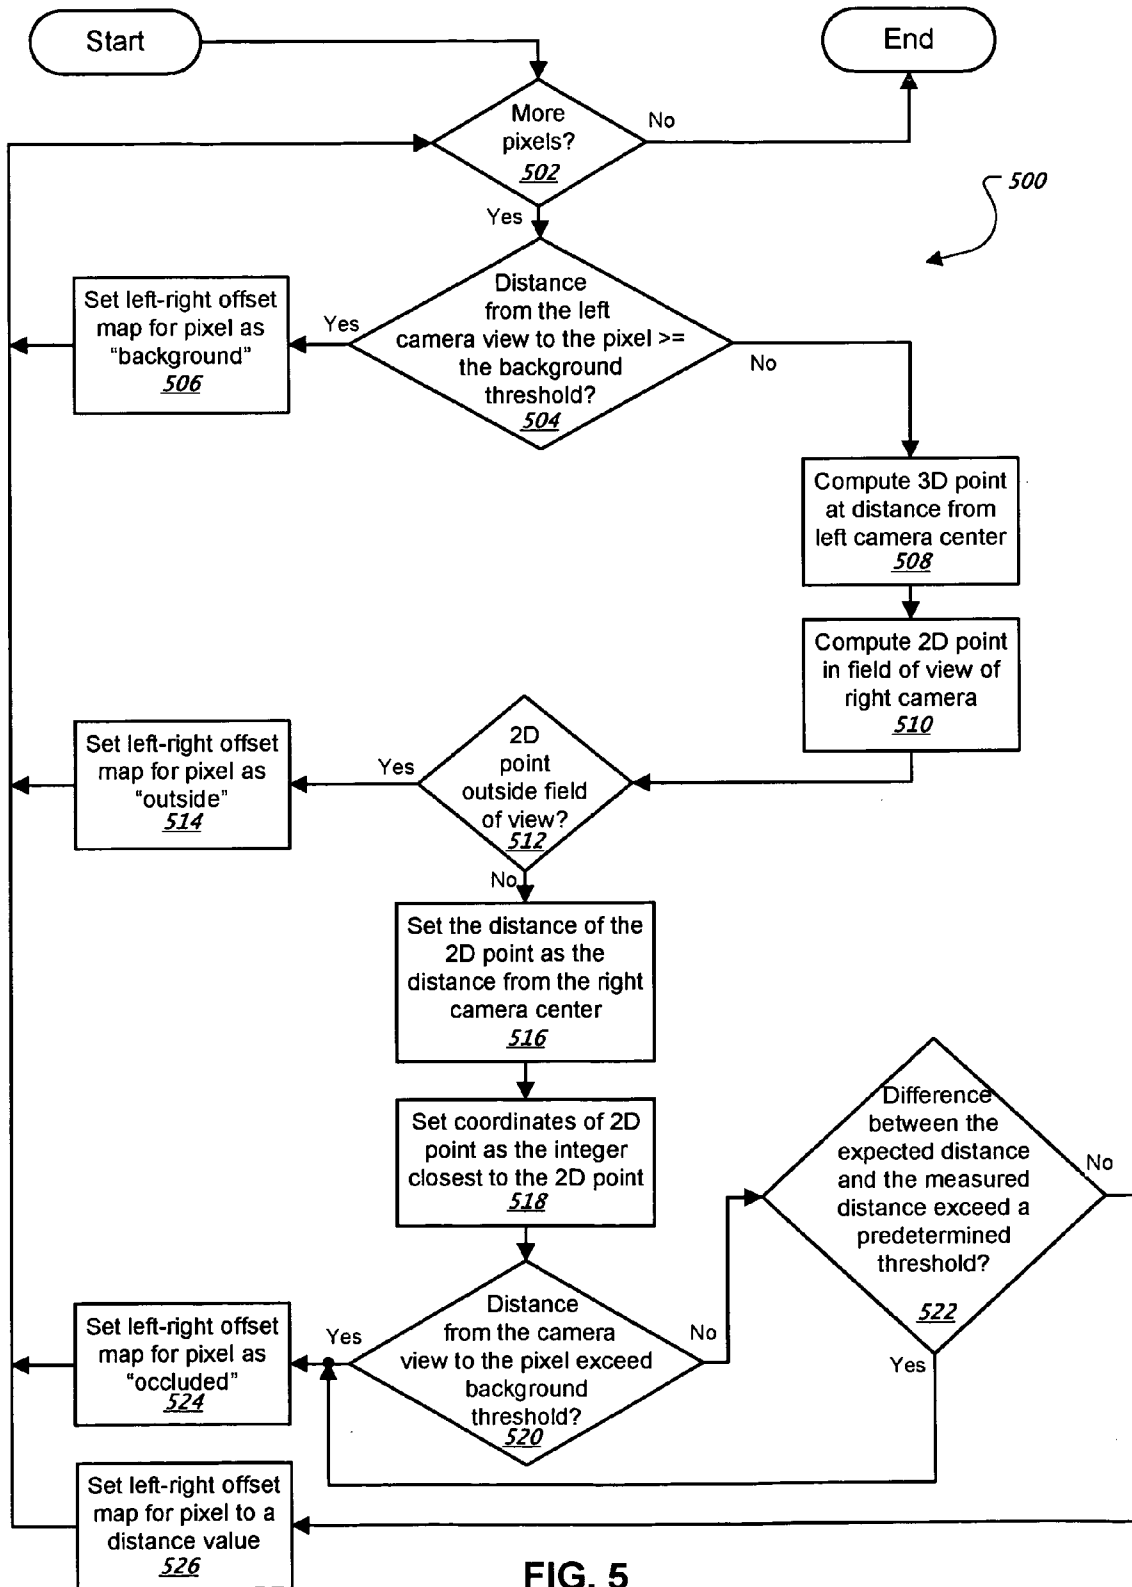 Start
End
More
pixels?
502
No
Yes
500
Distance
from the left
camera view to the pixel >=
the background
threshold?
504
Yes
No
Set left-right offset
map for pixel as
"background"
506
Compute 3D point
at distance from
left camera center
508
Compute 2D point
in field of view of
right camera
510
2D
point
outside field
of view?
512
Yes
No
Set left-right offset
map for pixel as
"outside"
514
Set the distance of the
2D point as the
distance from the right
camera center
516
Set coordinates of 2D
point as the integer
closest to the 2D point
518
Difference
between the
expected distance
and the measured
distance exceed a
predetermined
threshold?
522
No
Yes
Distance
from the camera
view to the pixel exceed
background
threshold?
520
Yes
No
Set left-right offset
map for pixel as
"occluded"
524
Set left-right offset
map for pixel to a
distance value
526
FIG. 5